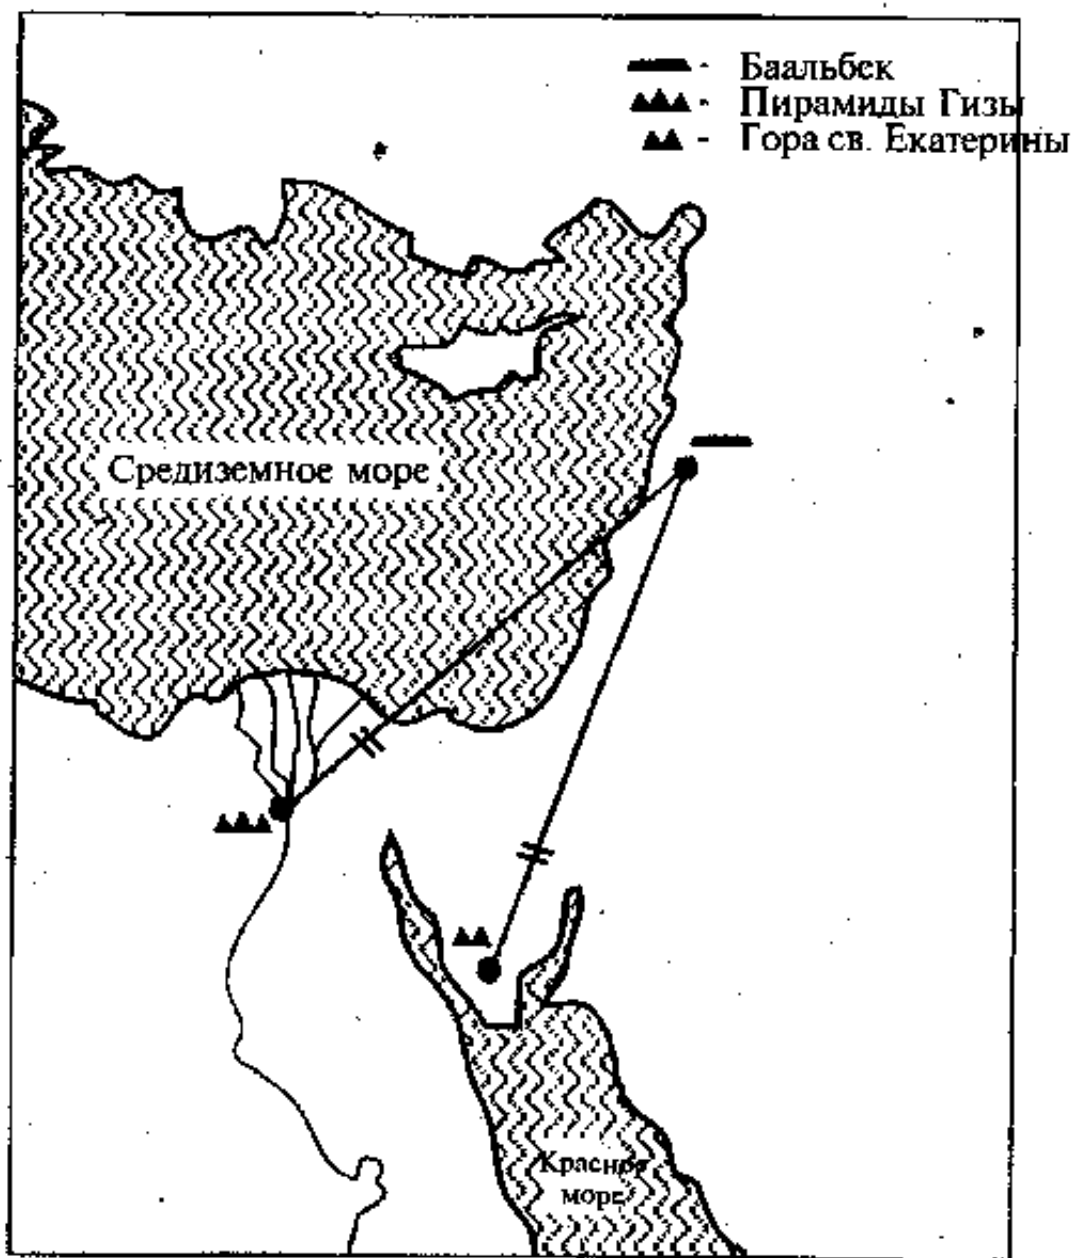 Баальбек
Пирамиды Гизы
Гора св. Екатерины
Средиземное море
Красное
море